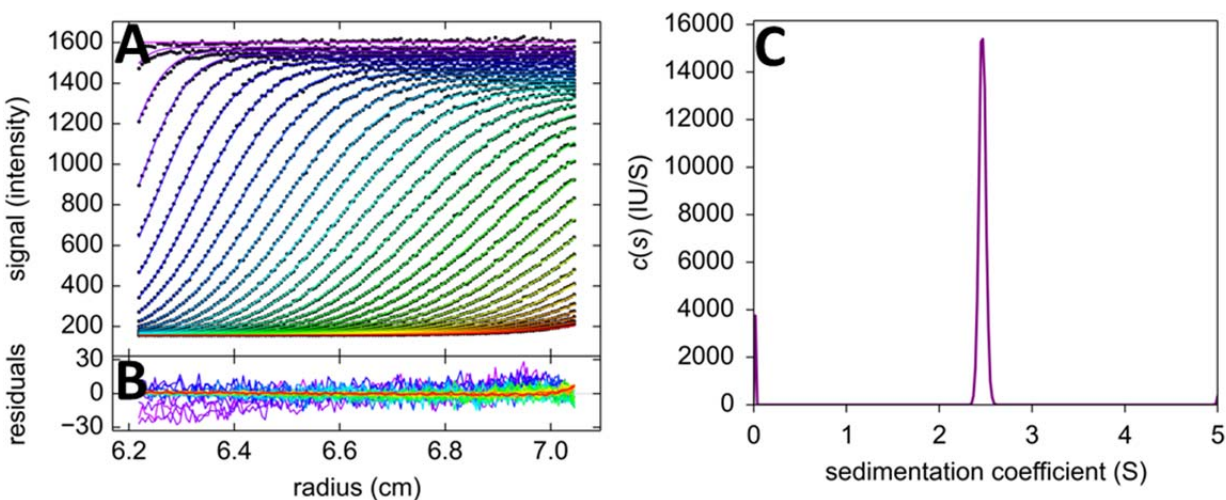 A
signal (intensity)
1600
1400
1200
1000
800
600
400
200
B
residuals
30
0
−30
6.2 6.4 6.6 6.8 7.0
radius (cm)
C
c(s) (IU/S)
16000
14000
12000
10000
8000
6000
4000
2000
0
0 1 2 3 4 5
sedimentation coefficient (S)